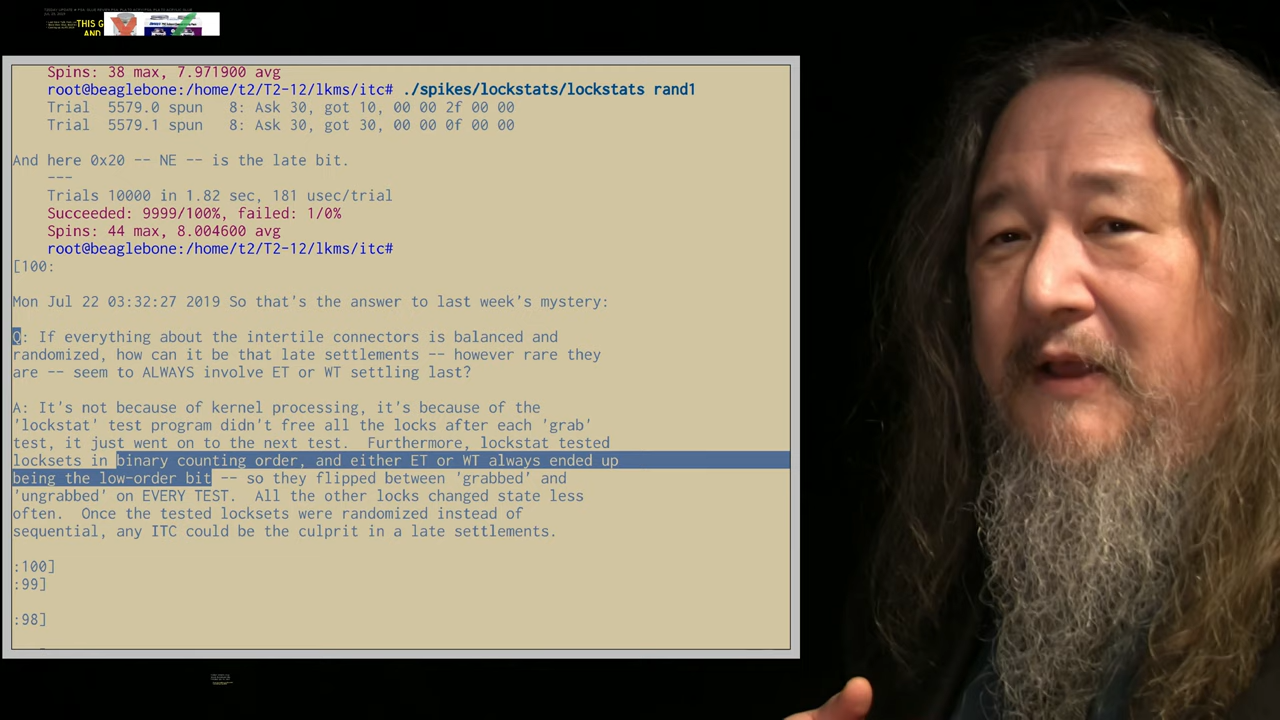 THIS G
AND
Spins: 38 max, 7.971900 avg
root@beaglebone:/home/t2/T2-12/lkms/itc# ./spikes/lockstats/lockstats rand1
Trial 5579.0 spun 8: Ask 30, got 10, 00 00 2f 00 00
Trial 5579.1 spun 8: Ask 30, got 30, 00 00 0f 00 00
And here 0x20 -- NE -- is the late bit.
---
Trials 10000 in 1.82 sec, 181 usec/trial
Succeeded: 9999/100%, failed: 1/0%
Spins: 44 max, 8.004600 avg
root@beaglebone:/home/t2/T2-12/lkms/itc#
[100:
Mon Jul 22 03:32:27 2019 So that's the answer to last week's mystery:
Q: If everything about the intertile connectors is balanced and
randomized, how can it be that late settlements -- however rare they
are -- seem to ALWAYS involve ET or WT settling last?
A: It's not because of kernel processing, it's because of the
'lockstat' test program didn't free all the locks after each 'grab'
test, it just went on to the next test. Furthermore, lockstat tested
locksets in binary counting order, and either ET or WT always ended up
being the low-order bit -- so they flipped between 'grabbed' and
'ungrabbed' on EVERY TEST. All the other locks changed state less
often. Once the tested locksets were randomized instead of
sequential, any ITC could be the culprit in a late settlements.
:100]
:99]
:98]